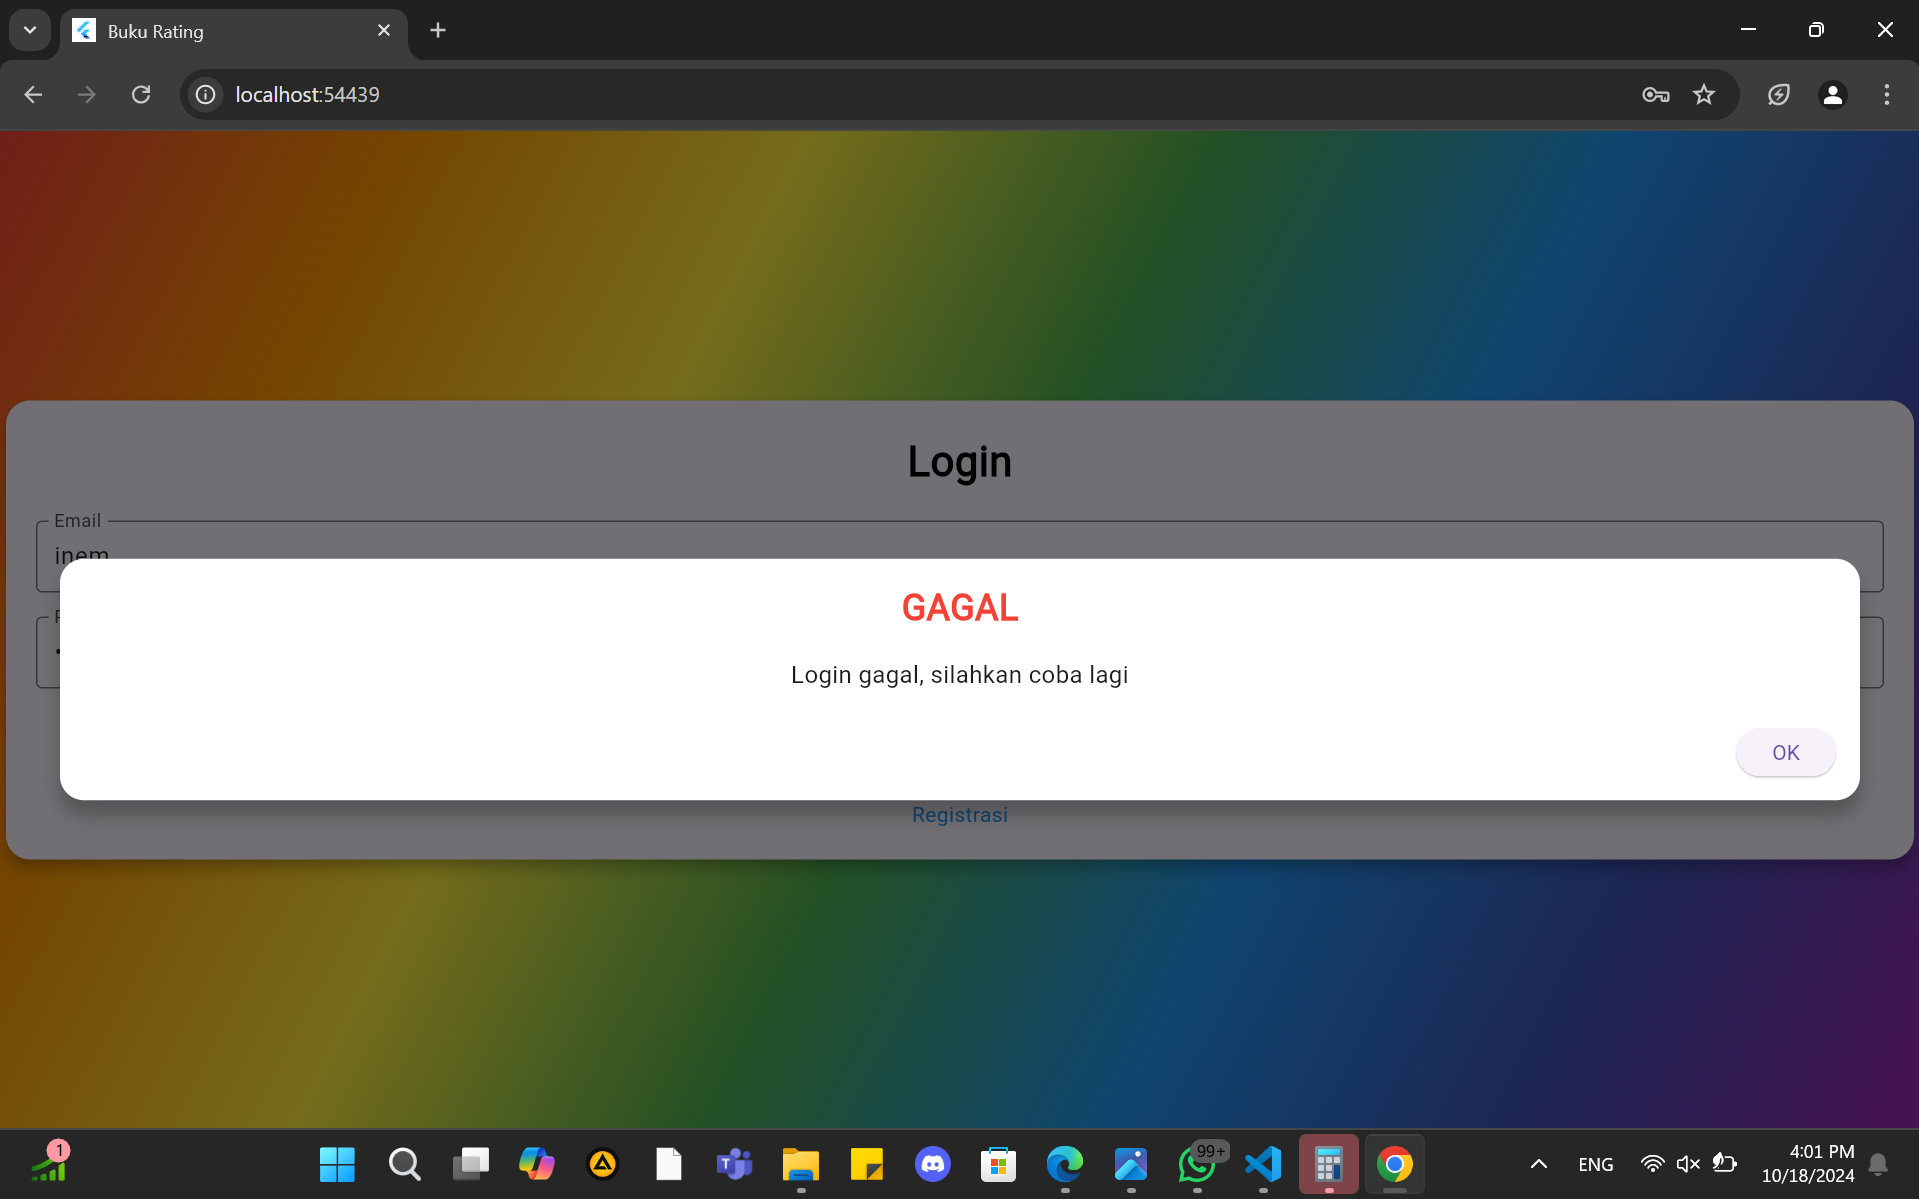 Buku Rating
localhost:54439
Login
Email
inem
GAGAL
Login gagal, silahkan coba lagi
OK
Registrasi
1
99+
ENG
4:01 PM
10/18/2024